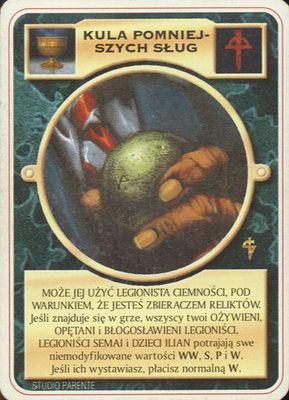 KULA POMNIEJ-
SZYCH SŁUG
MOŻE JEJ UŻYĆ LEGIONISTA CIEMNOŚCI, POD
WARUNKIEM, ŻE JESTEŚ ZBIERACZEM RELIKTÓW.
Jeśli znajduje się w grze, wszyscy twoi OŻYWIENI,
OPĘTANI i BŁOGOSŁAWIENI LEGIONIŚCI,
LEGIONIŚCI SEMAI i DZIECI ILIAN potrajają swe
niemodyfikowane wartości WW, S, P i W.
Jeśli ich wystawiasz, płacisz normalną W.
STUDIO PARENTE